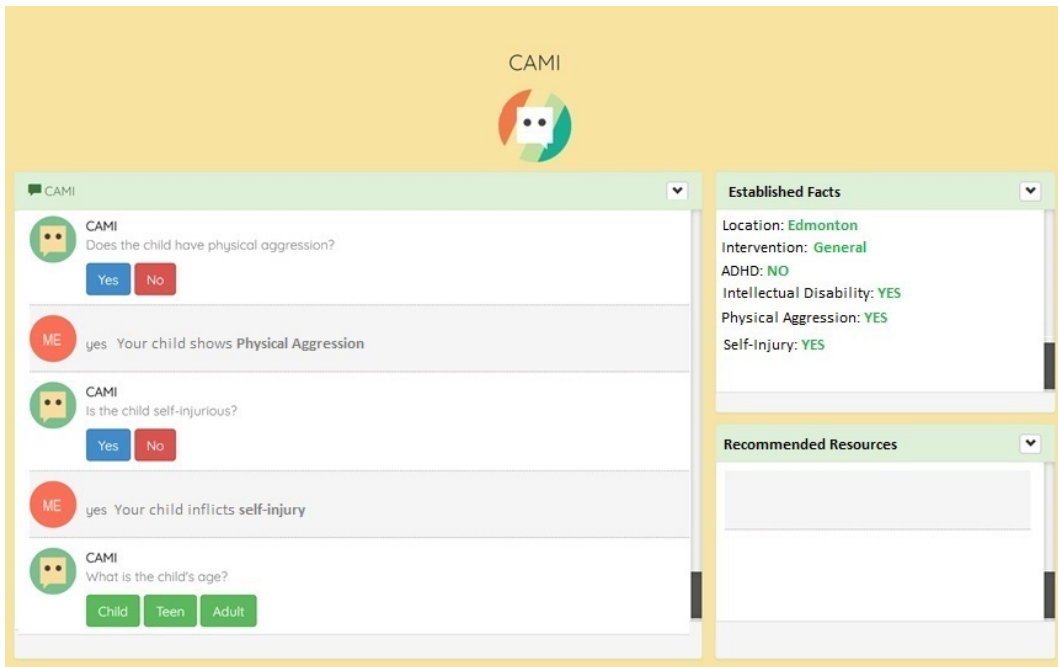 CAMI
CAMI
CAMI
Does the child have physical aggression?
Yes No
ME
yes Your child shows Physical Aggression
CAMI
Is the child self-injurious?
Yes No
ME
yes Your child inflicts self-injury
CAMI
What is the child's age?
Child Teen Adult
Established Facts
Location: Edmonton
Intervention: General
ADHD: NO
Intellectual Disability: YES
Physical Aggression: YES
Self-Injury: YES
Recommended Resources